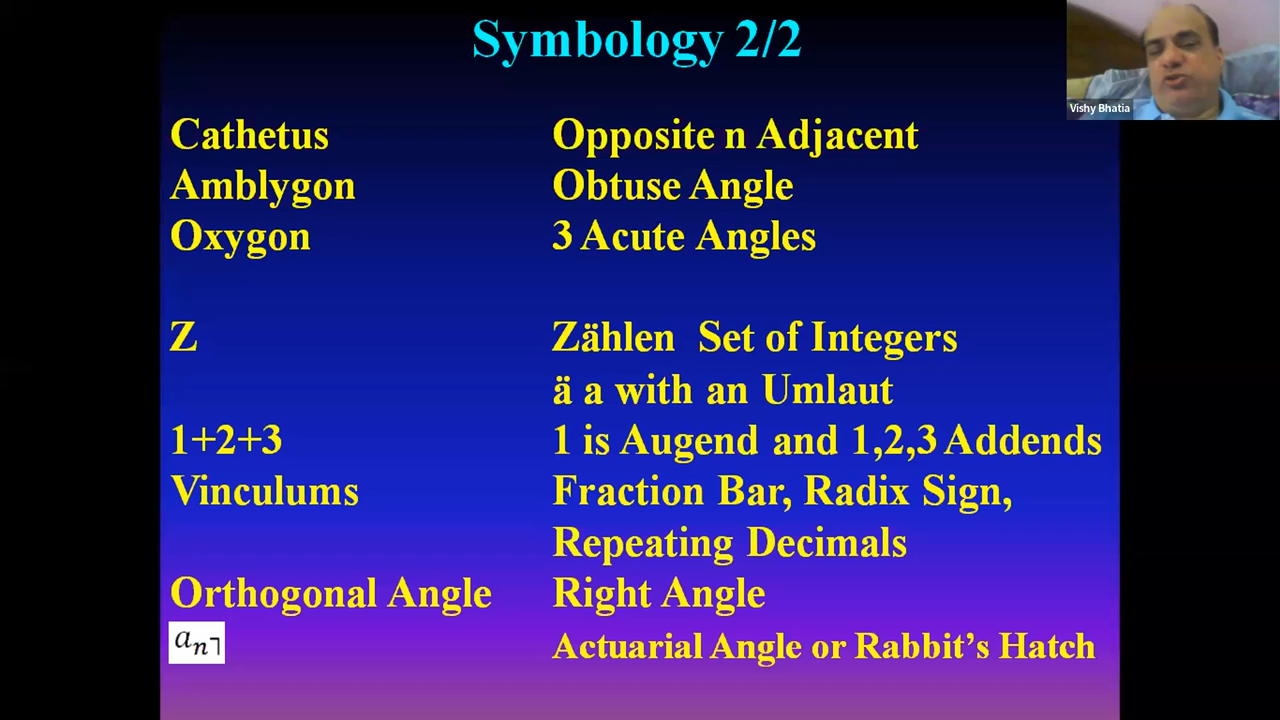 Symbology 2/2
Vishy Bhatia
Cathetus Opposite n Adjacent
Amblygon Obtuse Angle
Oxygon 3 Acute Angles
Z Zählen Set of Integers
ä a with an Umlaut
1+2+3 1 is Augend and 1,2,3 Addends
Vinculums Fraction Bar, Radix Sign,
Repeating Decimals
Orthogonal Angle Right Angle
aₙ⅂ Actuarial Angle or Rabbit's Hatch